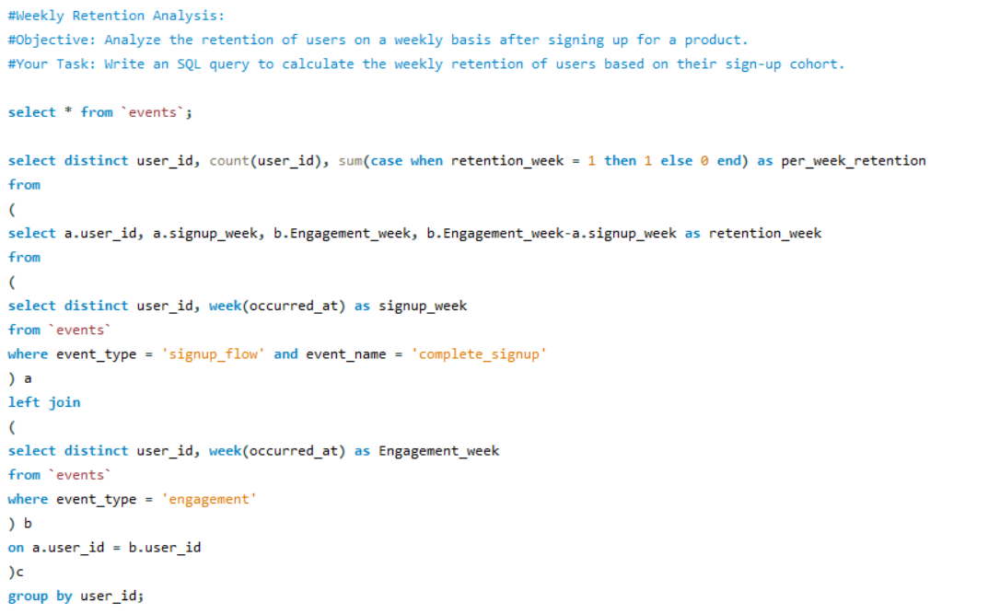 #Weekly Retention Analysis:
#Objective: Analyze the retention of users on a weekly basis after signing up for a product.
#Your Task: Write an SQL query to calculate the weekly retention of users based on their sign-up cohort.
select * from `events`;
select distinct user_id, count(user_id), sum(case when retention_week = 1 then 1 else 0 end) as per_week_retention
from
(
select a.user_id, a.signup_week, b.Engagement_week, b.Engagement_week-a.signup_week as retention_week
from
(
select distinct user_id, week(occurred_at) as signup_week
from `events`
where event_type = 'signup_flow' and event_name = 'complete_signup'
) a
left join
(
select distinct user_id, week(occurred_at) as Engagement_week
from `events`
where event_type = 'engagement'
) b
on a.user_id = b.user_id
)c
group by user_id;